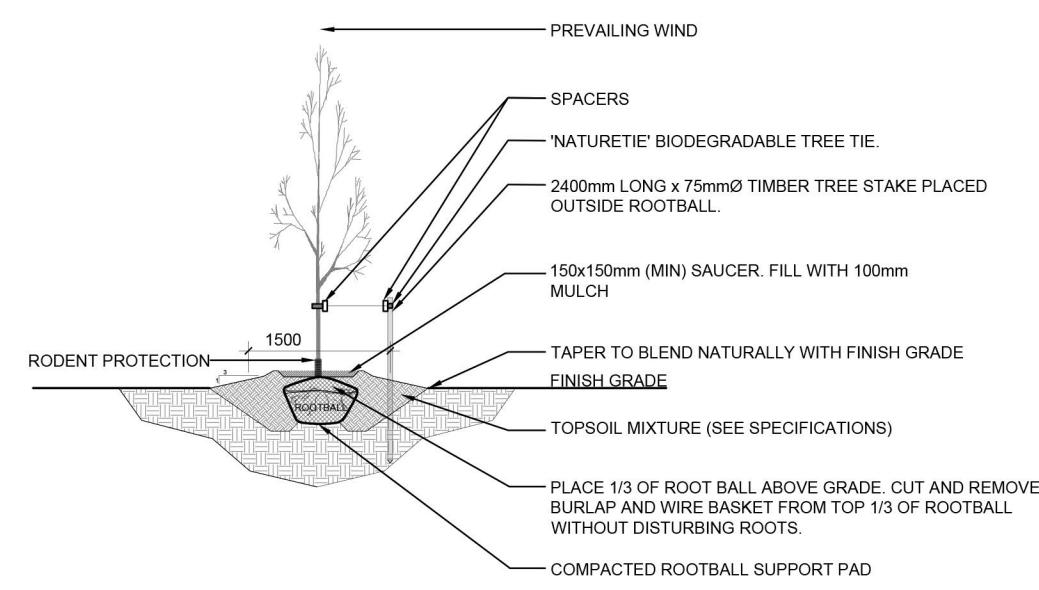 PREVAILING WIND
SPACERS
'NATURETIE' BIODEGRADABLE TREE TIE.
2400mm LONG x 75mmØ TIMBER TREE STAKE PLACED
OUTSIDE ROOTBALL.
150x150mm (MIN) SAUCER. FILL WITH 100mm
MULCH
1500
RODENT PROTECTION
TAPER TO BLEND NATURALLY WITH FINISH GRADE
3
1
FINISH GRADE
ROOTBALL
TOPSOIL MIXTURE (SEE SPECIFICATIONS)
PLACE 1/3 OF ROOT BALL ABOVE GRADE. CUT AND REMOVE
BURLAP AND WIRE BASKET FROM TOP 1/3 OF ROOTBALL
WITHOUT DISTURBING ROOTS.
COMPACTED ROOTBALL SUPPORT PAD